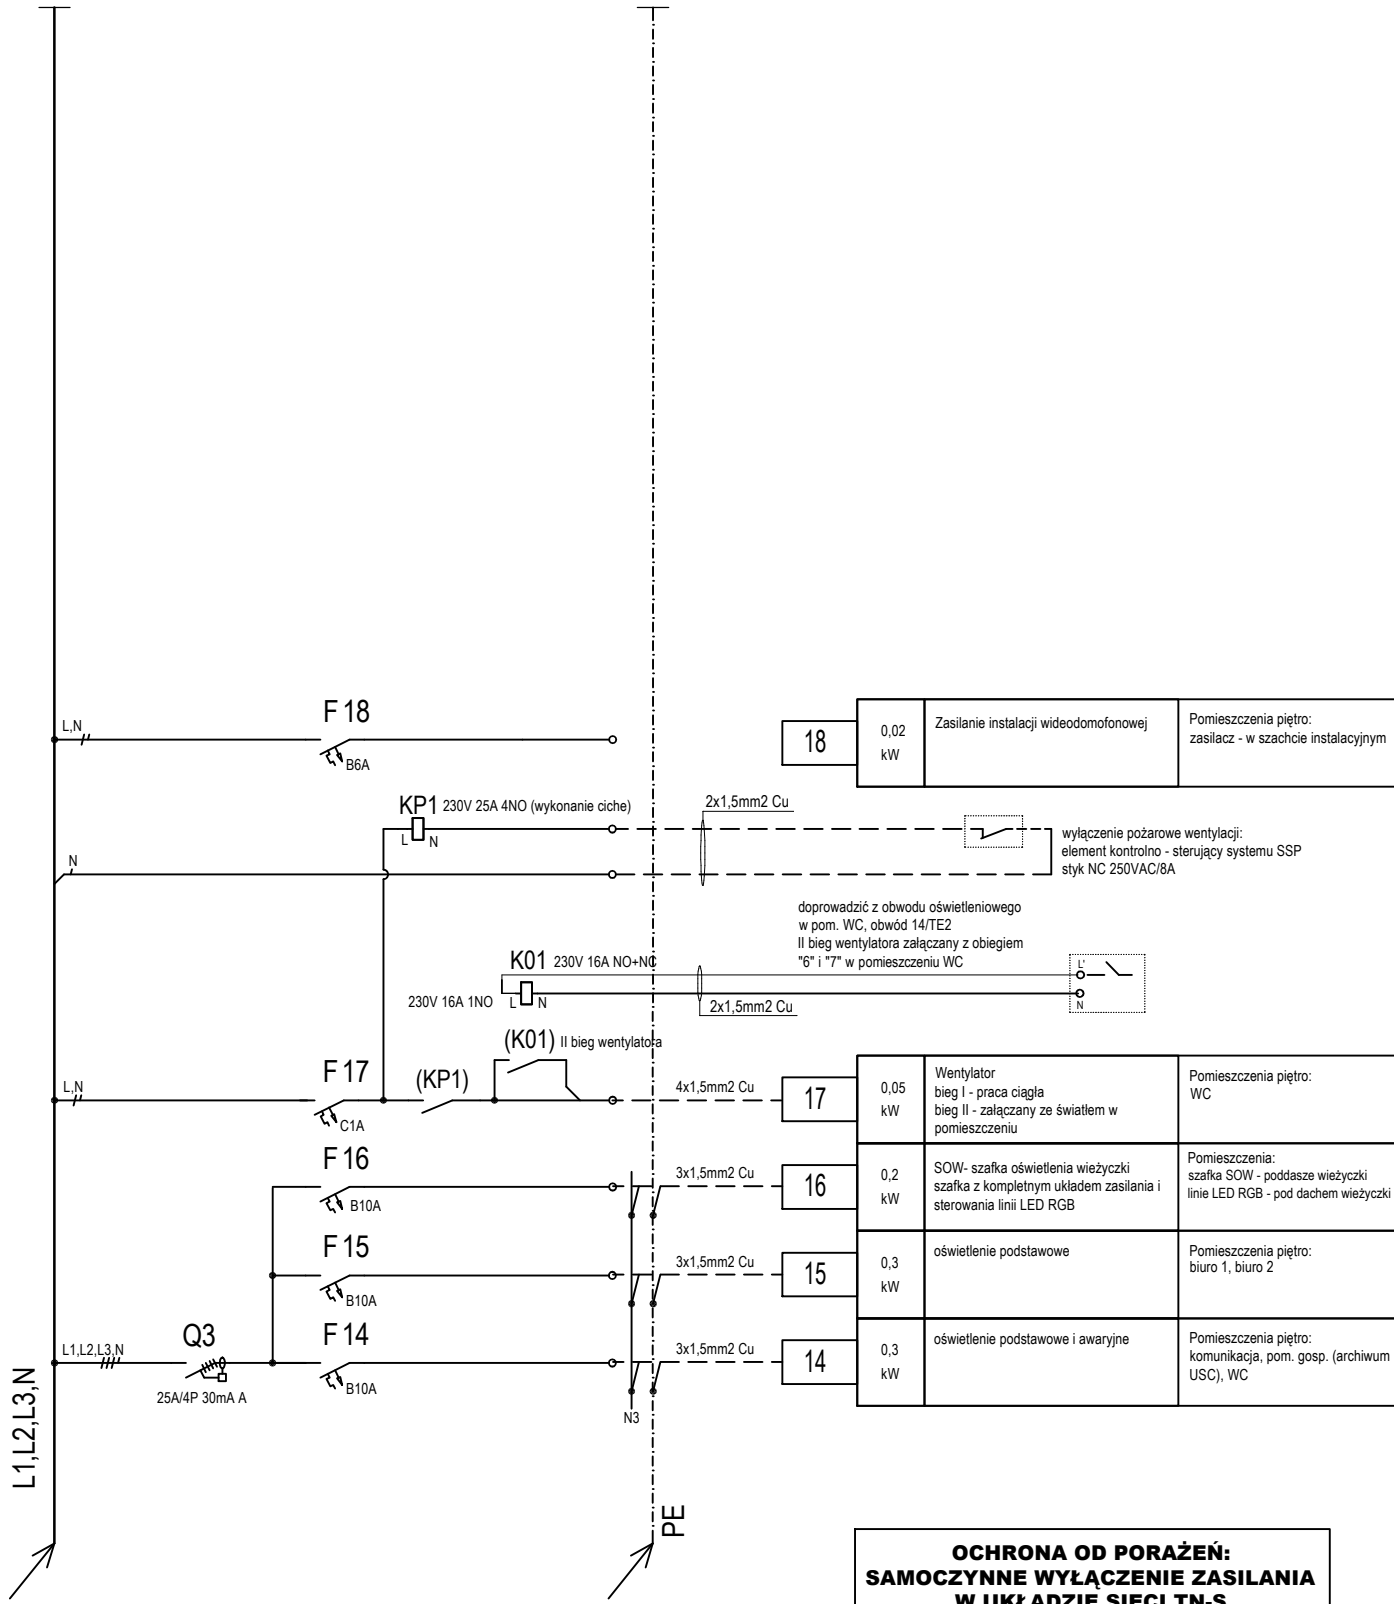 L,N
F 18
B6A
18
0,02
kW
Zasilanie instalacji wideodomofonowej
Pomieszczenia piętro:
zasilacz - w szachcie instalacyjnym
KP1 230V 25A 4NO (wykonanie ciche)
L N
2x1,5mm2 Cu
wyłączenie pożarowe wentylacji:
element kontrolno - sterujący systemu SSP
styk NC 250VAC/8A
N
doprowadzić z obwodu oświetleniowego
w pom. WC, obwód 14/TE2
II bieg wentylatora załączany z obiegiem
"6" i "7" w pomieszczeniu WC
K01 230V 16A NO+NC
230V 16A 1NO
L N
2x1,5mm2 Cu
L'
N
(K01) II bieg wentylatora
L,N
F 17
C1A
(KP1)
4x1,5mm2 Cu
17
0,05
kW
Wentylator
bieg I - praca ciągła
bieg II - załączany ze światłem w
pomieszczeniu
Pomieszczenia piętro:
WC
F 16
B10A
3x1,5mm2 Cu
16
0,2
kW
SOW- szafka oświetlenia wieżyczki
szafka z kompletnym układem zasilania i
sterowania linii LED RGB
Pomieszczenia:
szafka SOW - poddasze wieżyczki
linie LED RGB - pod dachem wieżyczki
F 15
B10A
3x1,5mm2 Cu
15
0,3
kW
oświetlenie podstawowe
Pomieszczenia piętro:
biuro 1, biuro 2
L1,L2,L3,N
Q3
25A/4P 30mA A
F 14
B10A
3x1,5mm2 Cu
14
0,3
kW
oświetlenie podstawowe i awaryjne
Pomieszczenia piętro:
komunikacja, pom. gosp. (archiwum
USC), WC
N3
L1,L2,L3,N
PE
OCHRONA OD PORAŻEŃ:
SAMOCZYNNE WYŁĄCZENIE ZASILANIA
W UKŁADZIE SIECI TN-S